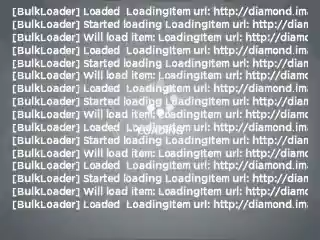 [BulkLoader] Loaded LoadingItem url: http://diamond.im
[BulkLoader] Started loading LoadingItem url: http://diam
[BulkLoader] Will load item: LoadingItem url: http://diamo
[BulkLoader] Loaded LoadingItem url: http://diamond.im
[BulkLoader] Started loading LoadingItem url: http://diam
[BulkLoader] Will load item: LoadingItem url: http://diamo
[BulkLoader] Loaded LoadingItem url: http://diamond.im
[BulkLoader] Started loading LoadingItem url: http://diam
[BulkLoader] Will load item: LoadingItem url: http://diamo
[BulkLoader] Loaded LoadingItem url: http://diamond.im
Loading
[BulkLoader] Started loading LoadingItem url: http://diam
[BulkLoader] Will load item: LoadingItem url: http://diamo
[BulkLoader] Loaded LoadingItem url: http://diamond.im
[BulkLoader] Started loading LoadingItem url: http://diam
[BulkLoader] Will load item: LoadingItem url: http://diamo
[BulkLoader] Loaded LoadingItem url: http://diamond.im